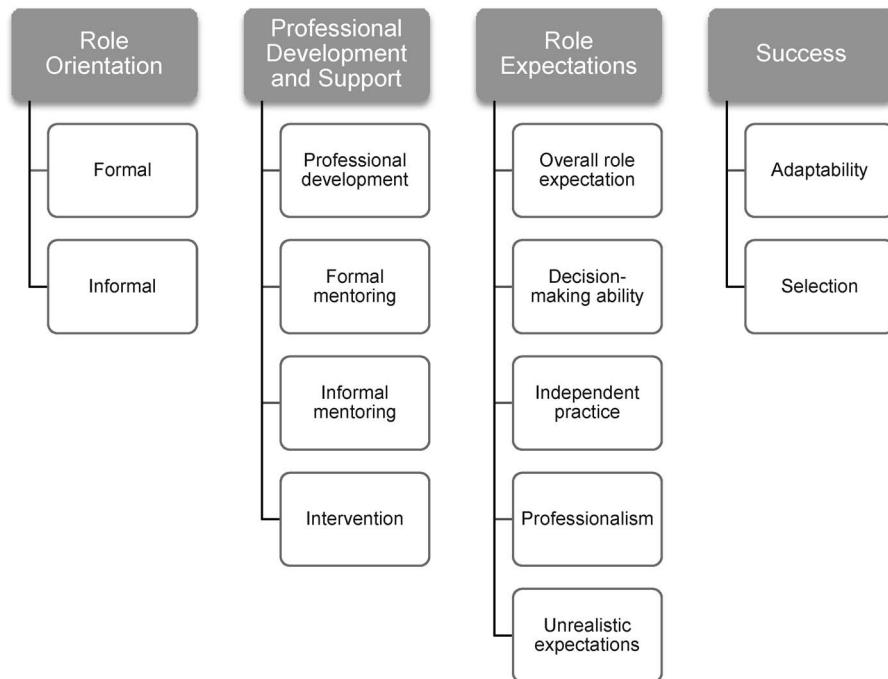 Role
Orientation
Formal
Informal
Professional
Development
and Support
Professional
development
Formal
mentoring
Informal
mentoring
Intervention
Role
Expectations
Overall role
expectation
Decision-
making ability
Independent
practice
Professionalism
Unrealistic
expectations
Success
Adaptability
Selection